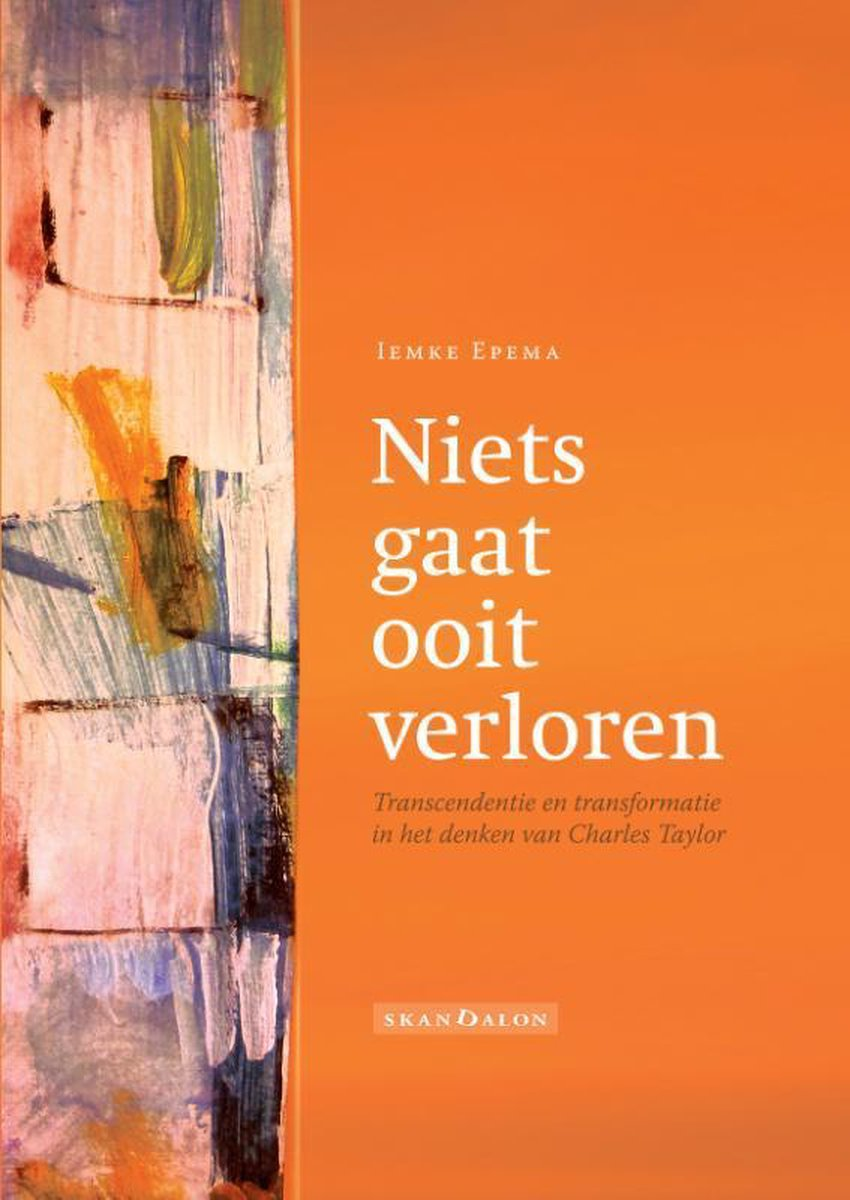 Iemke Epema
Niets
gaat
ooit
verloren
Transcendentie en transformatie
in het denken van Charles Taylor
SKANDALON